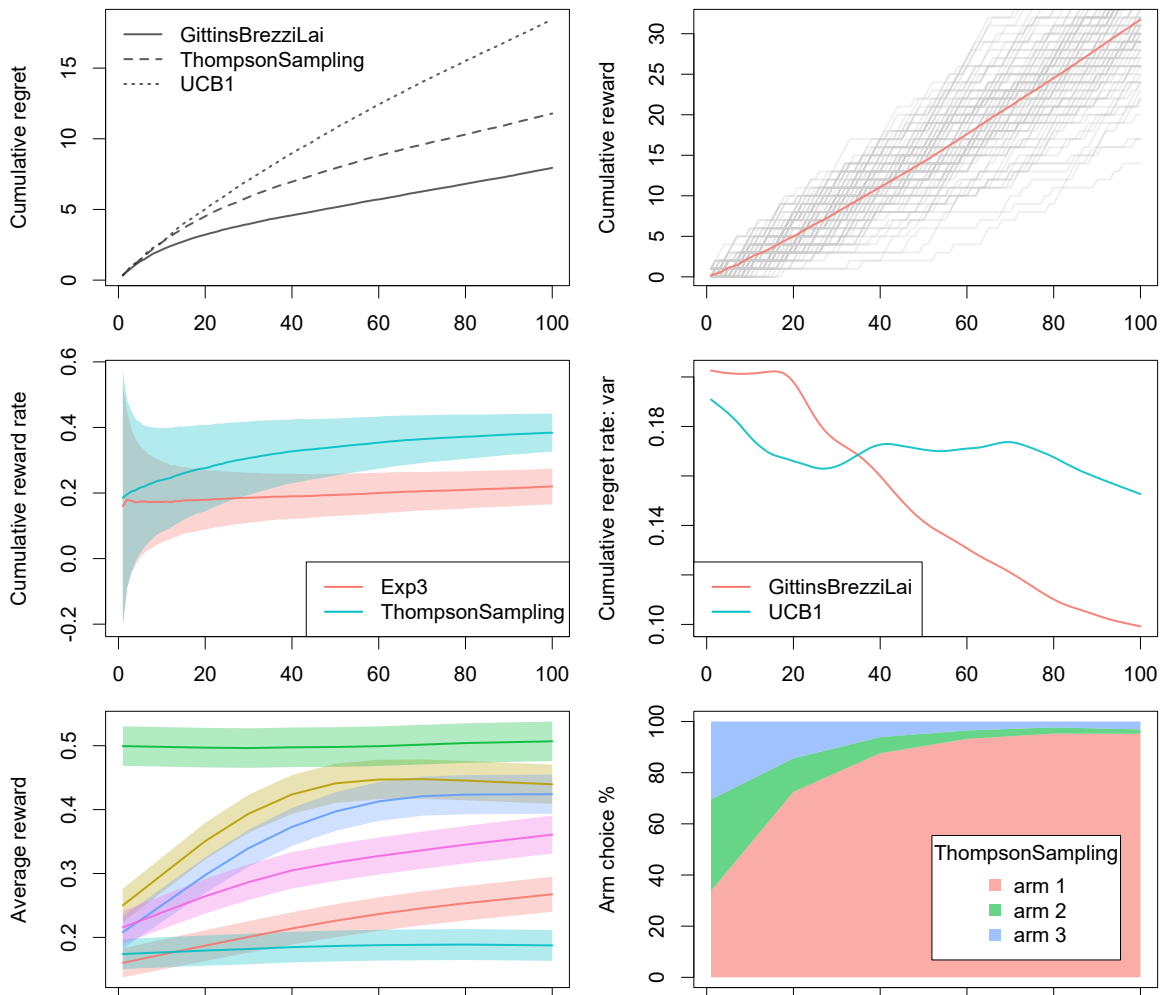 Cumulative regret
0
5
10
15
GittinsBrezziLai
ThompsonSampling
UCB1
0 20 40 60 80 100
Cumulative reward
0
5
10
15
20
25
30
0 20 40 60 80 100
Cumulative reward rate
-0.2
0.0
0.2
0.4
0.6
Exp3
ThompsonSampling
0 20 40 60 80 100
Cumulative regret rate: var
0.10
0.14
0.18
GittinsBrezziLai
UCB1
0 20 40 60 80 100
Average reward
0.2
0.3
0.4
0.5
Arm choice %
0
20
40
60
80
100
ThompsonSampling
arm 1
arm 2
arm 3